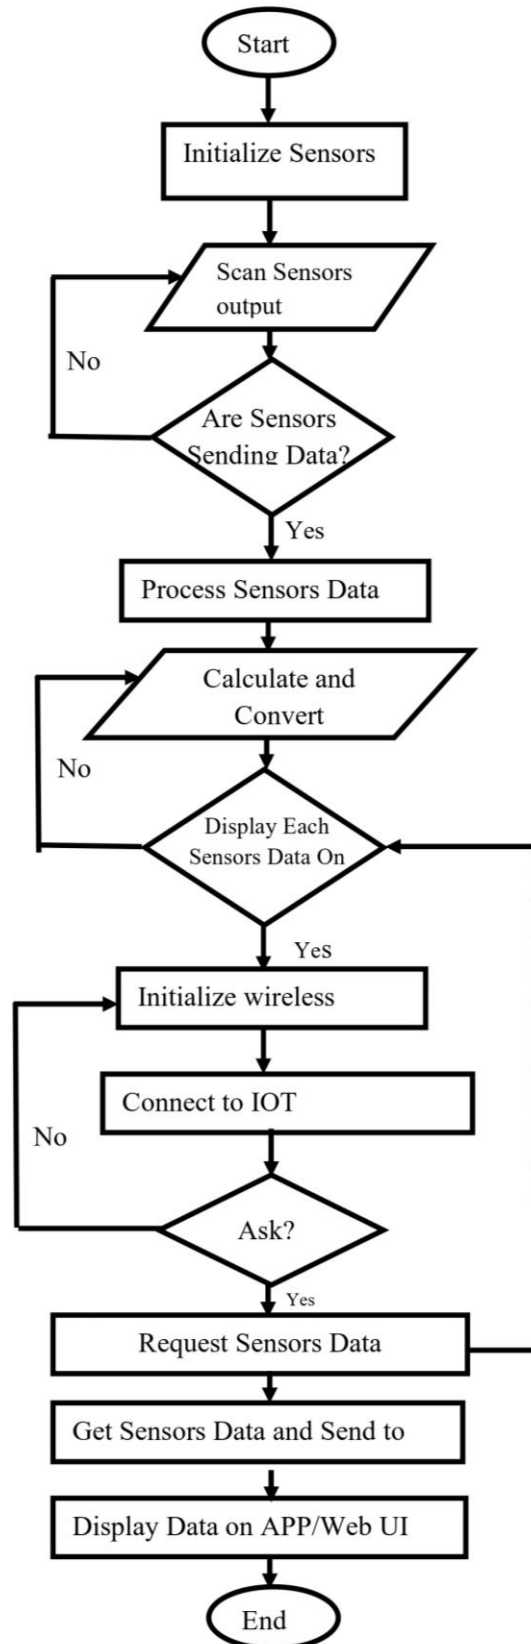 Start
Initialize Sensors
Scan Sensors
output
No
Are Sensors
Sending Data?
Yes
Process Sensors Data
Calculate and
Convert
No
Display Each
Sensors Data On
Yes
Initialize wireless
Connect to IOT
No
Ask?
Yes
Request Sensors Data
Get Sensors Data and Send to
Display Data on APP/Web UI
End